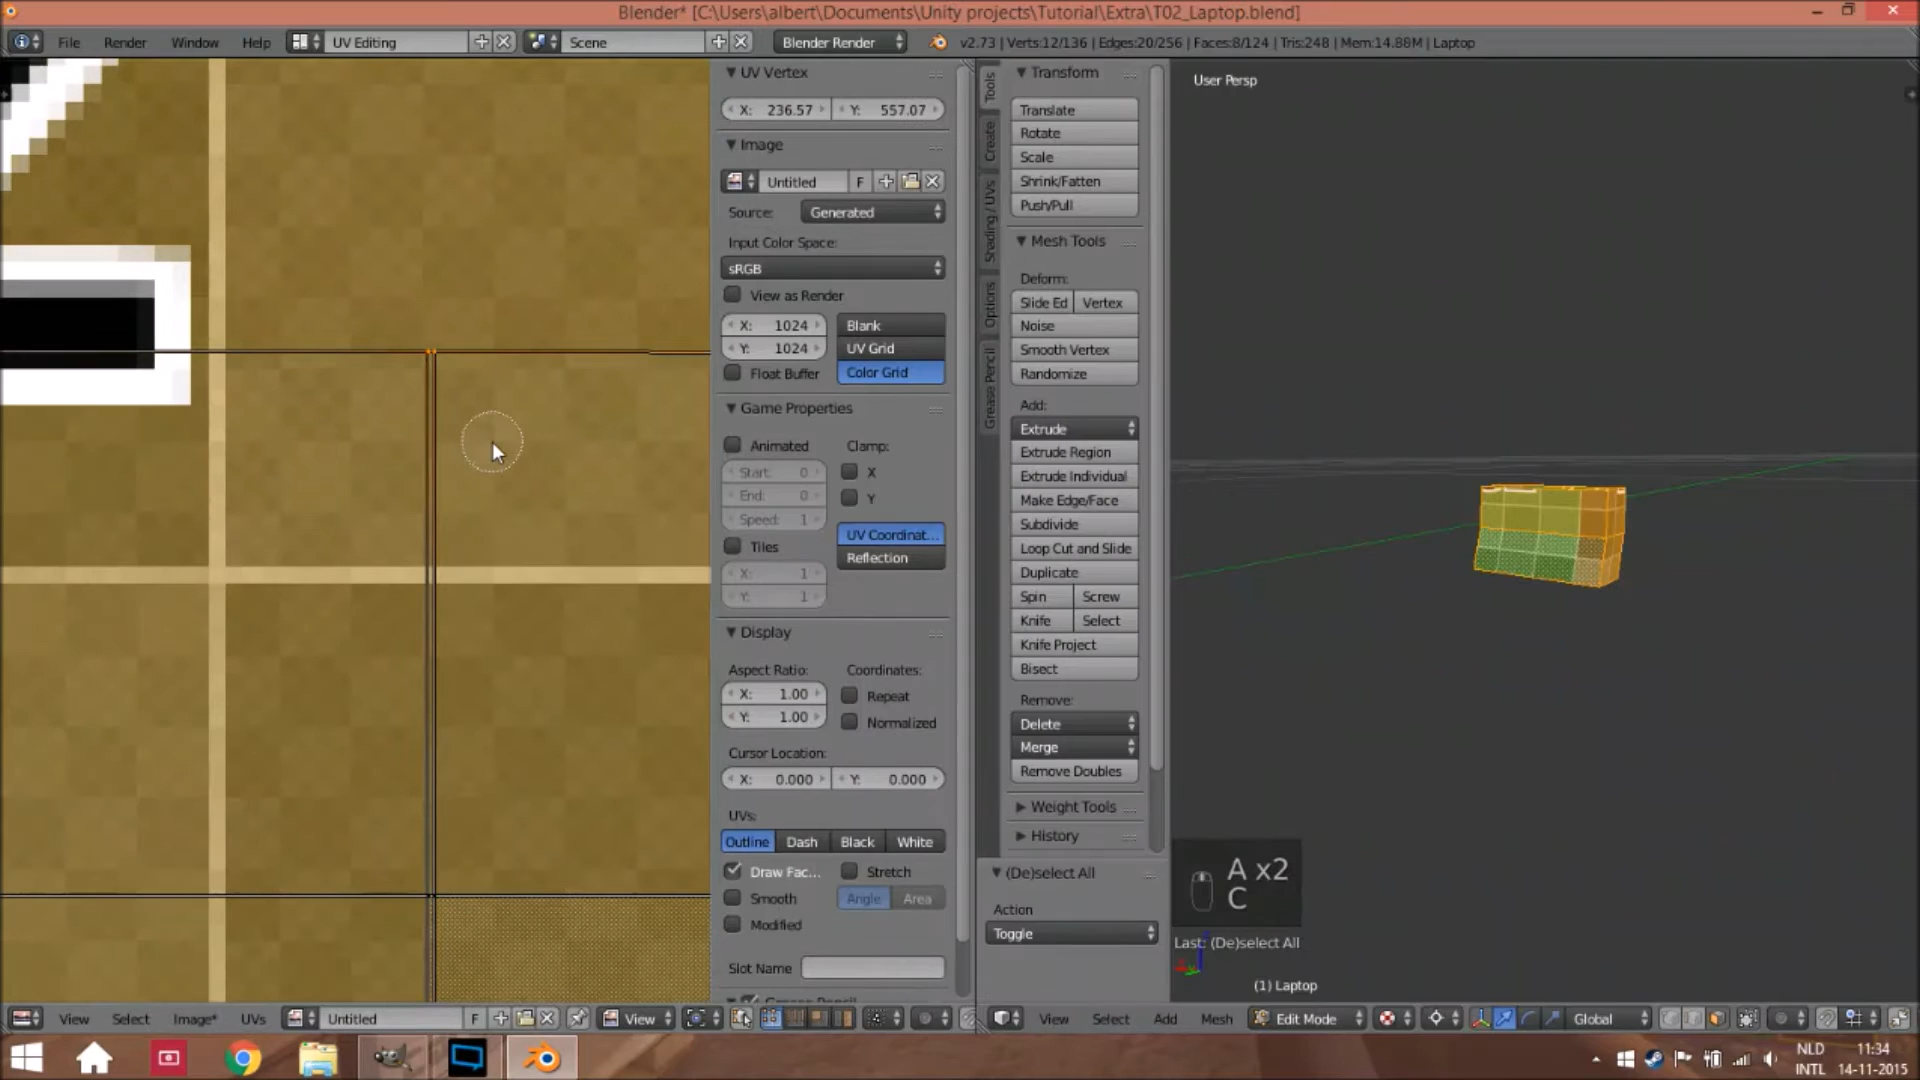 Blender* [C:\Users\albert\Documents\Unity projects\Tutorial\Extra\T02_Laptop.blend]
File Render Window Help UV Editing Scene Blender Render v2.73 | Verts:12/136 | Edges:20/256 | Faces:8/124 | Tris:248 | Mem:14.88M | Laptop
UV Vertex
X: 236.57 Y: 557.07
Image
Untitled F
Source: Generated
Input Color Space:
sRGB
View as Render
X: 1024 Blank
Y: 1024 UV Grid
Float Buffer Color Grid
Game Properties
Animated Clamp:
Start: 0 X
End: 0 Y
Speed: 1
UV Coordinat...
Tiles Reflection
X: 1
Y: 1
Display
Aspect Ratio: Coordinates:
X: 1.00 Repeat
Y: 1.00 Normalized
Cursor Location:
X: 0.000 Y: 0.000
UVs:
Outline Dash Black White
Draw Fac... Stretch
Smooth Angle Area
Modified
Slot Name
Tools
Create
Shading / UVs
Options
Grease Pencil
Transform
Translate
Rotate
Scale
Shrink/Fatten
Push/Pull
Mesh Tools
Deform:
Slide Ed Vertex
Noise
Smooth Vertex
Randomize
Add:
Extrude
Extrude Region
Extrude Individual
Make Edge/Face
Subdivide
Loop Cut and Slide
Duplicate
Spin Screw
Knife Select
Knife Project
Bisect
Remove:
Delete
Merge
Remove Doubles
Weight Tools
History
(De)select All
Action
Toggle
User Persp
A x2
C
Last: (De)select All
(1) Laptop
View Select Image* UVs Untitled F View
View Select Add Mesh Edit Mode Global
NLD 11:34
INTL 14-11-2015